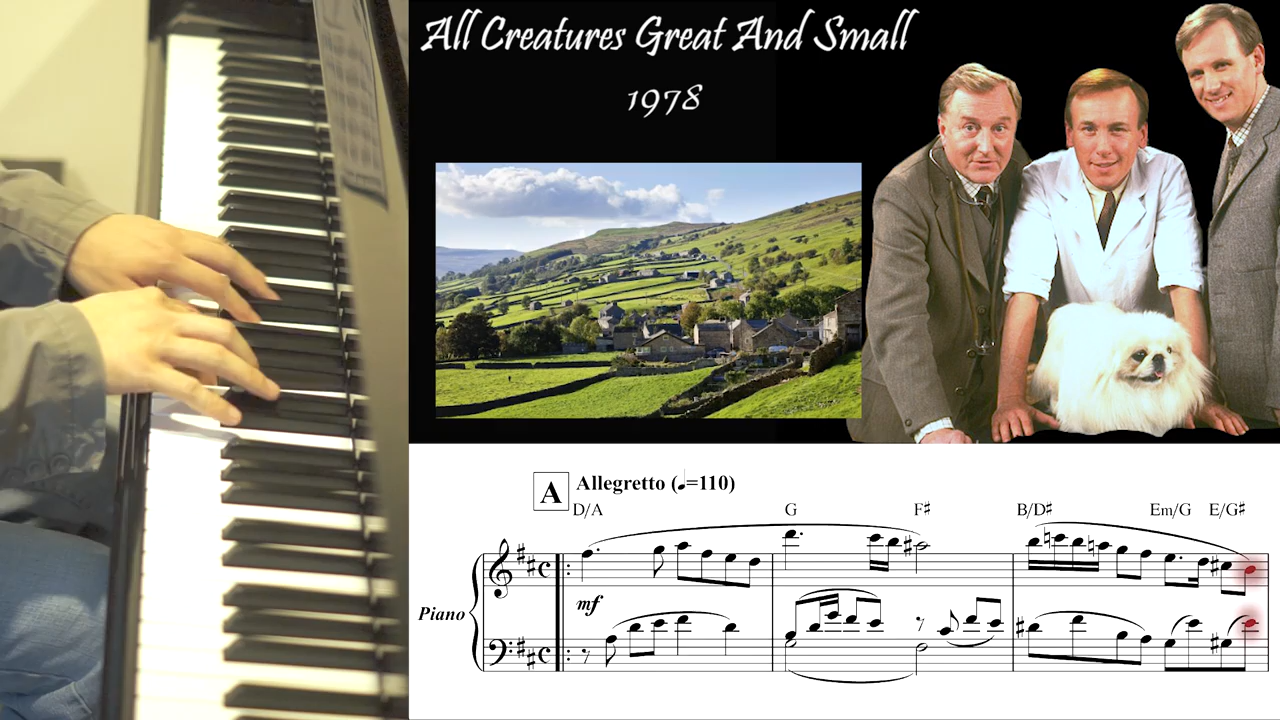 All Creatures Great And Small
1978
A Allegretto (♩=110)
D/A G F# B/D# Em/G E/G#
Piano
mf